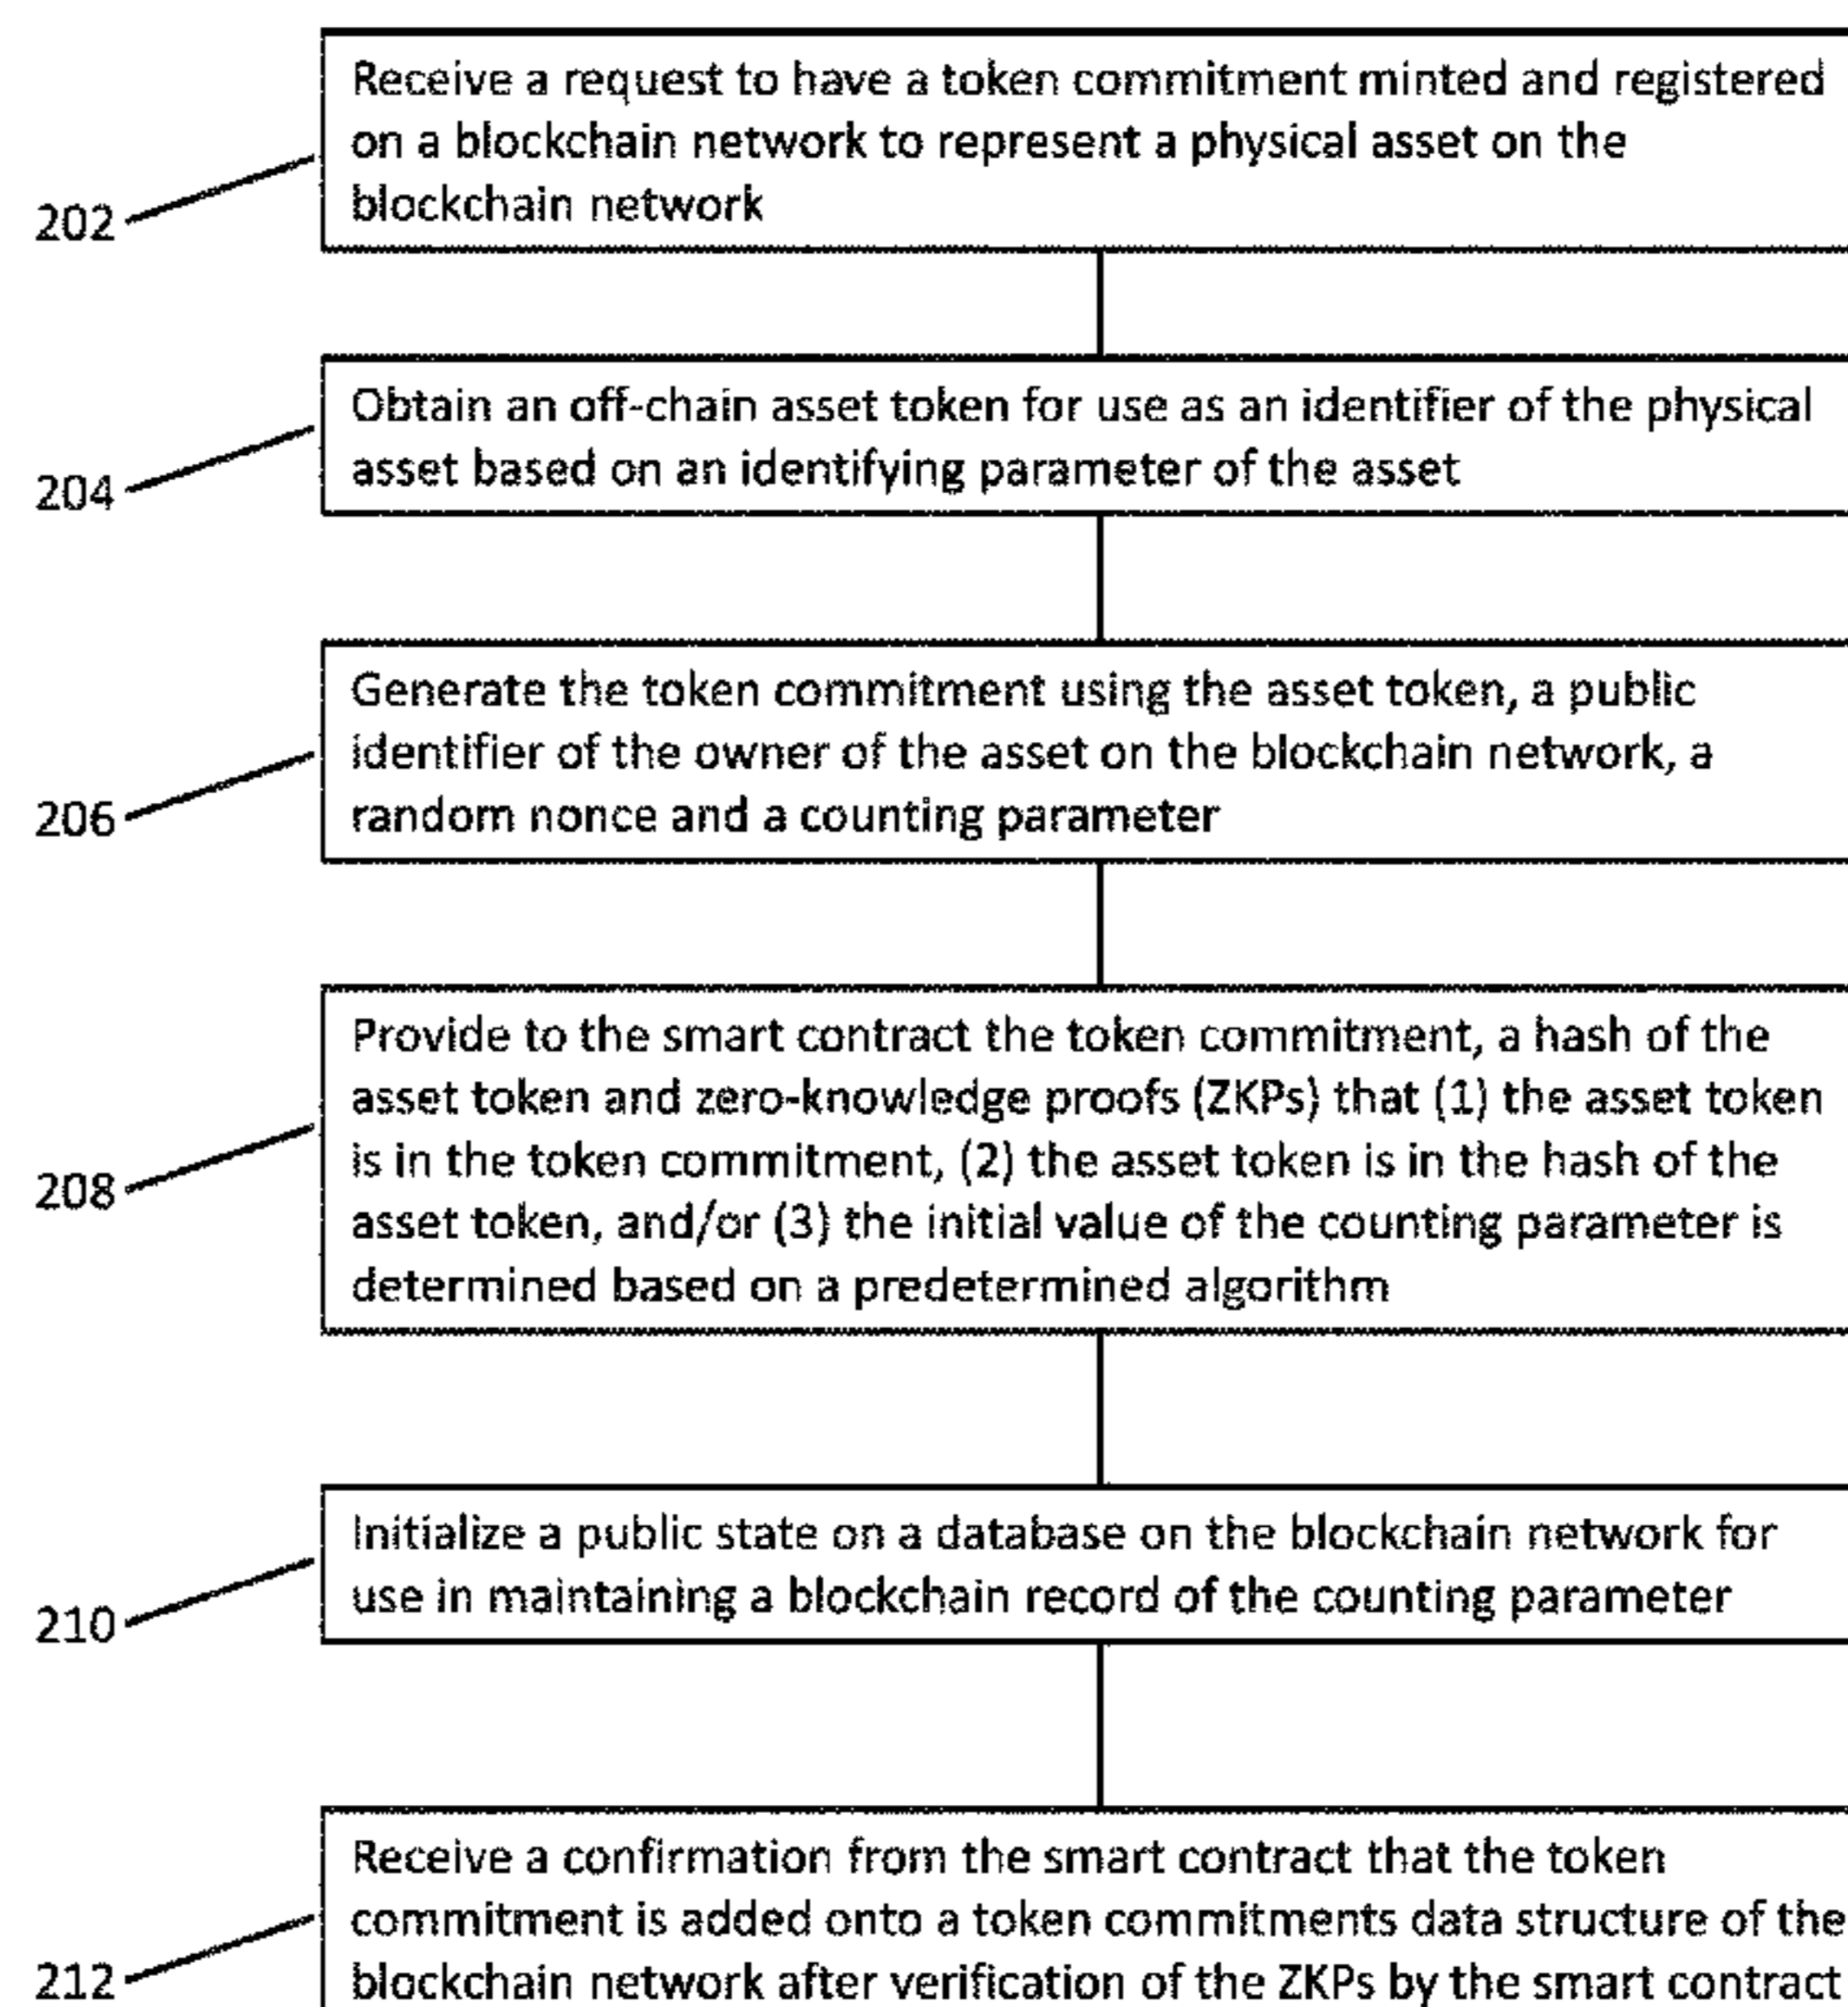 Receive a request to have a token commitment minted and registered
on a blockchain network to represent a physical asset on the
blockchain network
202
Obtain an off-chain asset token for use as an identifier of the physical
asset based on an identifying parameter of the asset
204
Generate the token commitment using the asset token, a public
identifier of the owner of the asset on the blockchain network, a
random nonce and a counting parameter
206
Provide to the smart contract the token commitment, a hash of the
asset token and zero-knowledge proofs (ZKPs) that (1) the asset token
is in the token commitment, (2) the asset token is in the hash of the
asset token, and/or (3) the initial value of the counting parameter is
determined based on a predetermined algorithm
208
Initialize a public state on a database on the blockchain network for
use in maintaining a blockchain record of the counting parameter
210
Receive a confirmation from the smart contract that the token
commitment is added onto a token commitments data structure of the
blockchain network after verification of the ZKPs by the smart contract
212